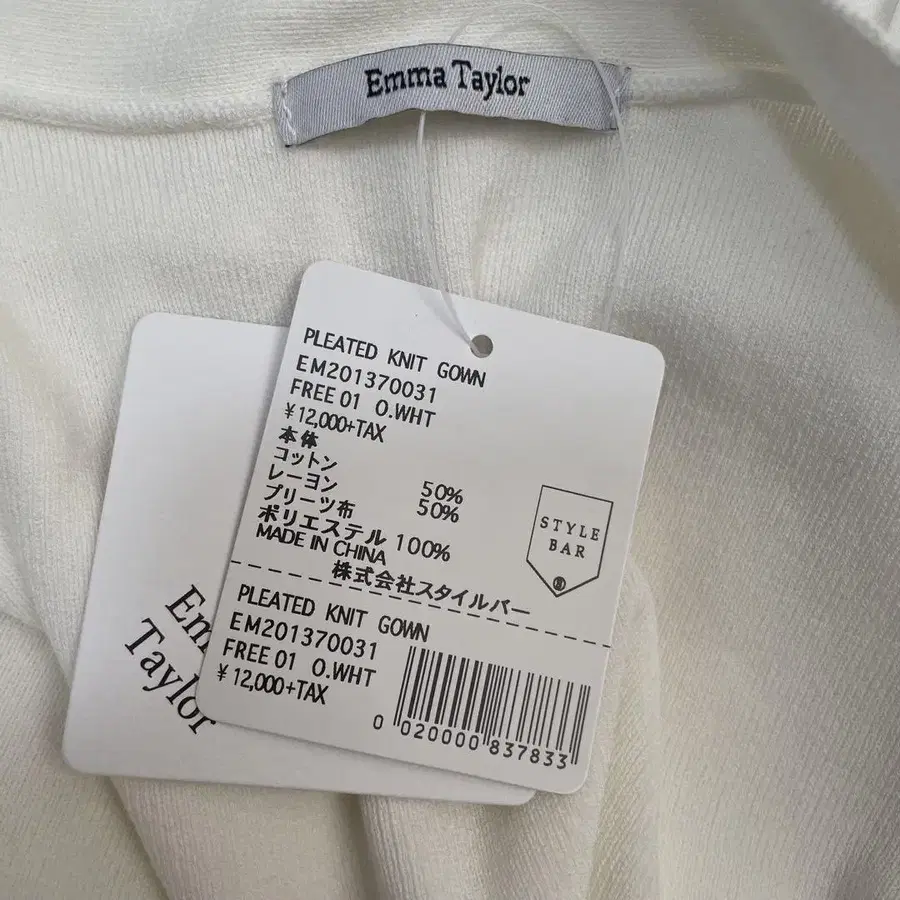 Emma Taylor
PLEATED KNIT GOWN
EM201370031
FREE 01 O.WHT
¥12,000+TAX
本体
コットン 50%
レーヨン 50%
プリーツ布
ポリエステル 100%
MADE IN CHINA
株式会社スタイルバー
STYLE
BAR
PLEATED KNIT GOWN
EM201370031
FREE 01 O.WHT
¥12,000+TAX
0 020000 837833
Em
Taylor